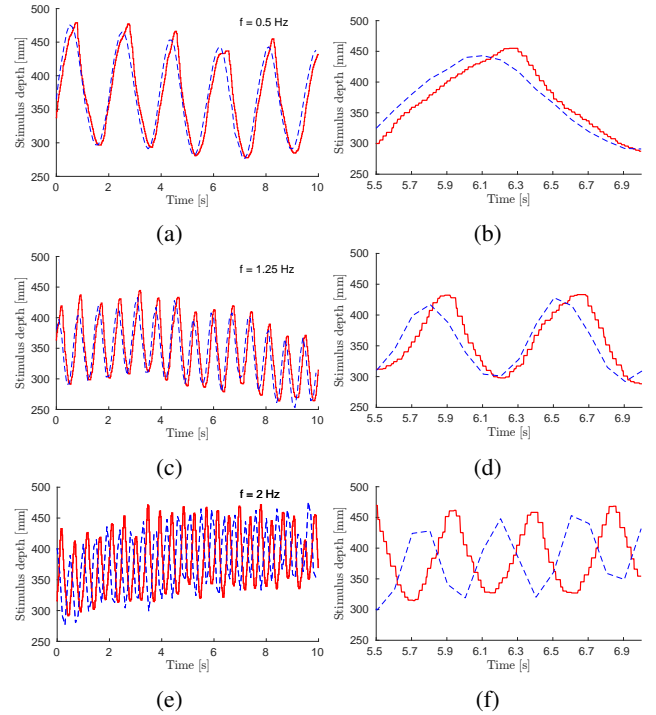 f = 0.5 Hz
Stimulus depth [mm]
500
450
400
350
300
250
0 2 4 6 8 10
Time [s]
(a)
Stimulus depth [mm]
500
450
400
350
300
250
5.5 5.7 5.9 6.1 6.3 6.5 6.7 6.9
Time [s]
(b)
f = 1.25 Hz
Stimulus depth [mm]
500
450
400
350
300
250
0 2 4 6 8 10
Time [s]
(c)
Stimulus depth [mm]
500
450
400
350
300
250
5.5 5.7 5.9 6.1 6.3 6.5 6.7 6.9
Time [s]
(d)
f = 2 Hz
Stimulus depth [mm]
500
450
400
350
300
250
0 2 4 6 8 10
Time [s]
(e)
Stimulus depth [mm]
500
450
400
350
300
250
5.5 5.7 5.9 6.1 6.3 6.5 6.7 6.9
Time [s]
(f)